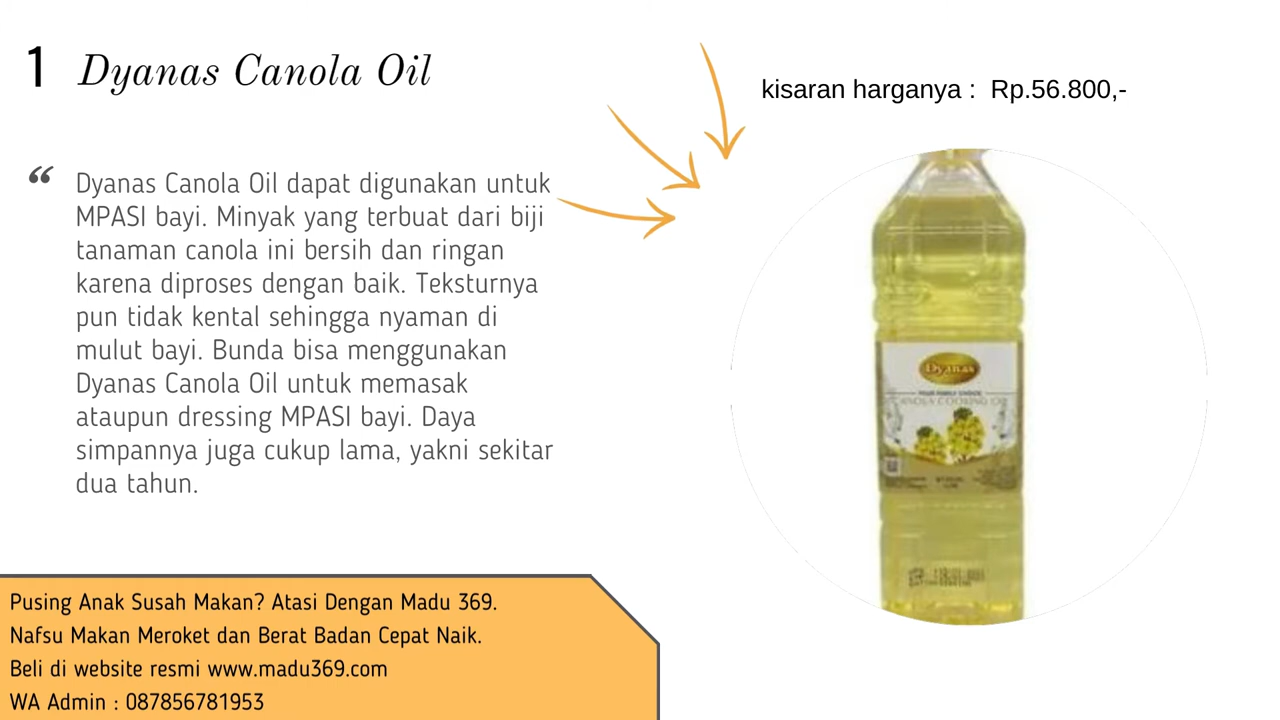 1 Dyanas Canola Oil
kisaran harganya : Rp.56.800,-
“ Dyanas Canola Oil dapat digunakan untuk
MPASI bayi. Minyak yang terbuat dari biji
tanaman canola ini bersih dan ringan
karena diproses dengan baik. Teksturnya
pun tidak kental sehingga nyaman di
mulut bayi. Bunda bisa menggunakan
Dyanas Canola Oil untuk memasak
ataupun dressing MPASI bayi. Daya
simpannya juga cukup lama, yakni sekitar
dua tahun.
Dyanas
YOUR FAMILY CHOICE
COOKING
Pusing Anak Susah Makan? Atasi Dengan Madu 369.
Nafsu Makan Meroket dan Berat Badan Cepat Naik.
Beli di website resmi www.madu369.com
WA Admin : 087856781953